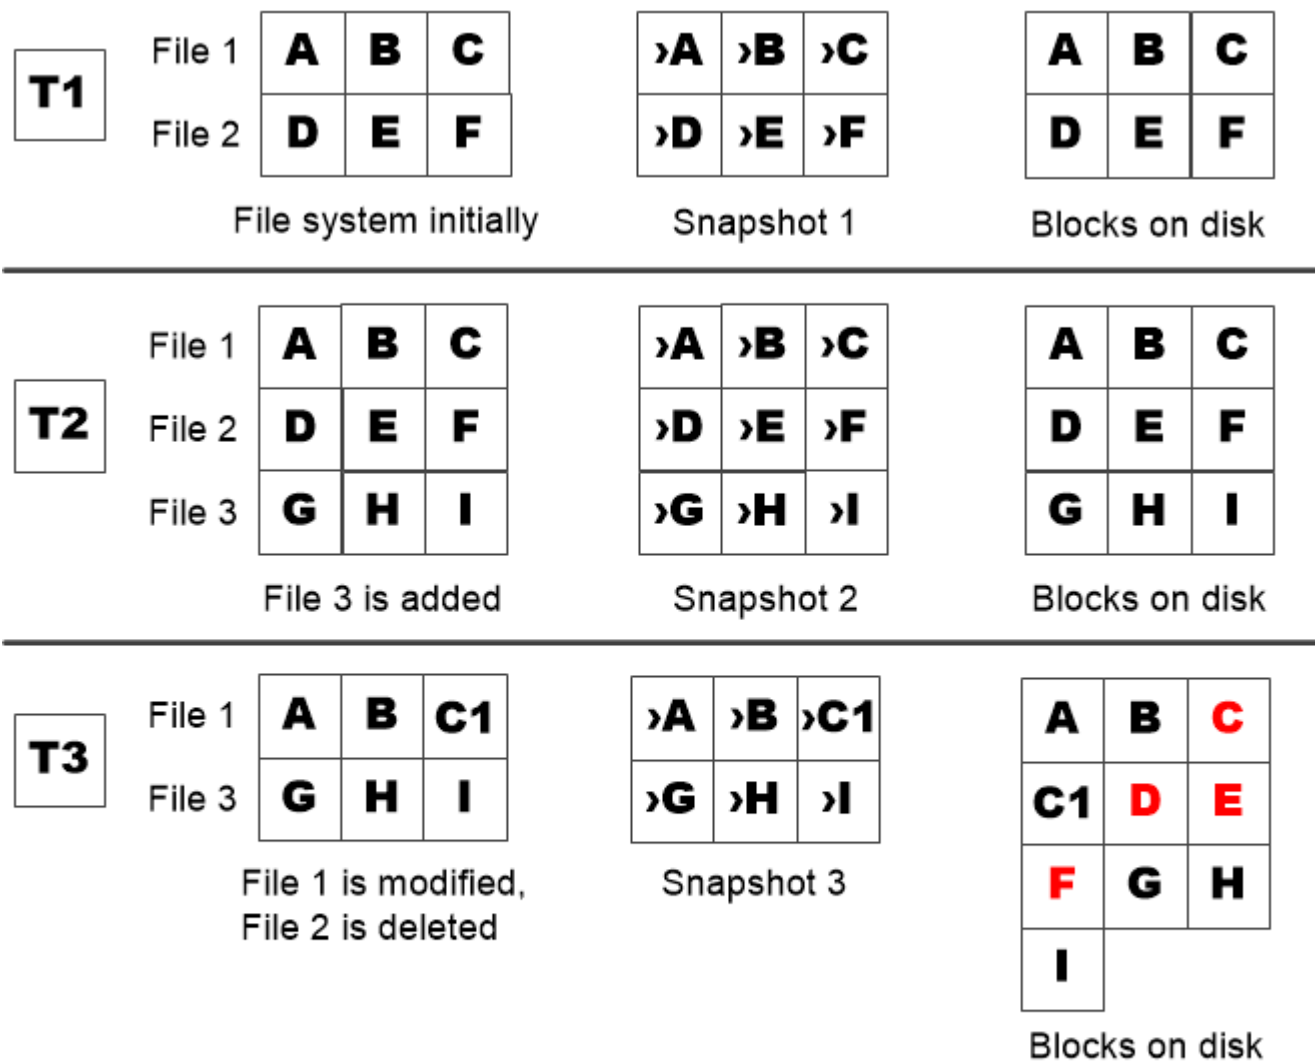 File 1 A B C ›A ›B ›C A B C
T1
File 2 D E F ›D ›E ›F D E F
File system initially Snapshot 1 Blocks on disk
File 1 A B C ›A ›B ›C A B C
T2 File 2 D E F ›D ›E ›F D E F
File 3 G H I ›G ›H ›I G H I
File 3 is added Snapshot 2 Blocks on disk
File 1 A B C1 ›A ›B ›C1 A B C
T3
File 3 G H I ›G ›H ›I C1 D E
File 1 is modified, Snapshot 3 F G H
File 2 is deleted
I
Blocks on disk